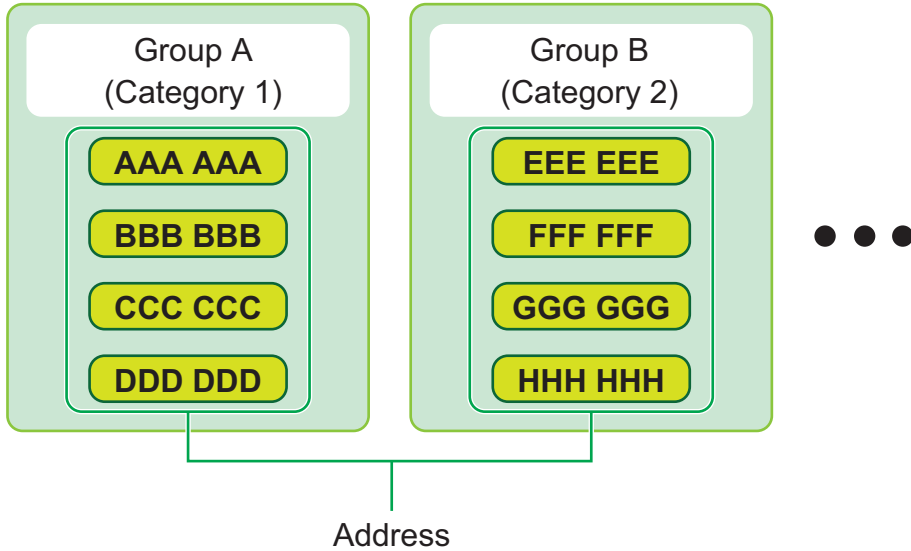 Group A
(Category 1)
AAA AAA
BBB BBB
CCC CCC
DDD DDD
Group B
(Category 2)
EEE EEE
FFF FFF
GGG GGG
HHH HHH
Address